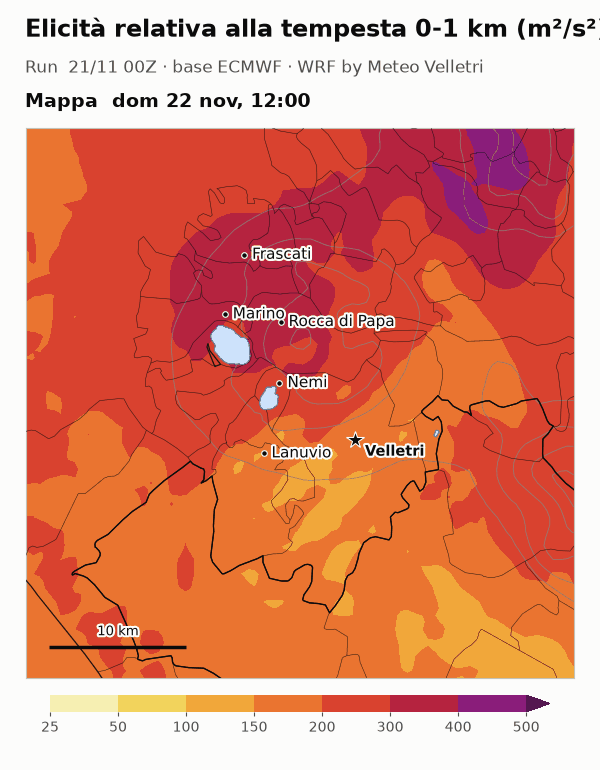 Elicità relativa alla tempesta 0-1 km (m²/s²)
Run  21/11 00Z · base ECMWF · WRF by Meteo Velletri
Mappa  dom 22 nov, 12:00
Frascati
Marino
Rocca di Papa
Nemi
Velletri
Lanuvio
10 km
25 50 100 150 200 300 400 500